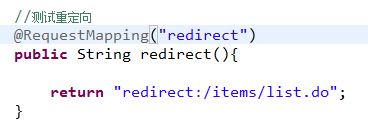 //测试重定向
@RequestMapping("redirect")
public String redirect(){
return "redirect:/items/list.do";
}